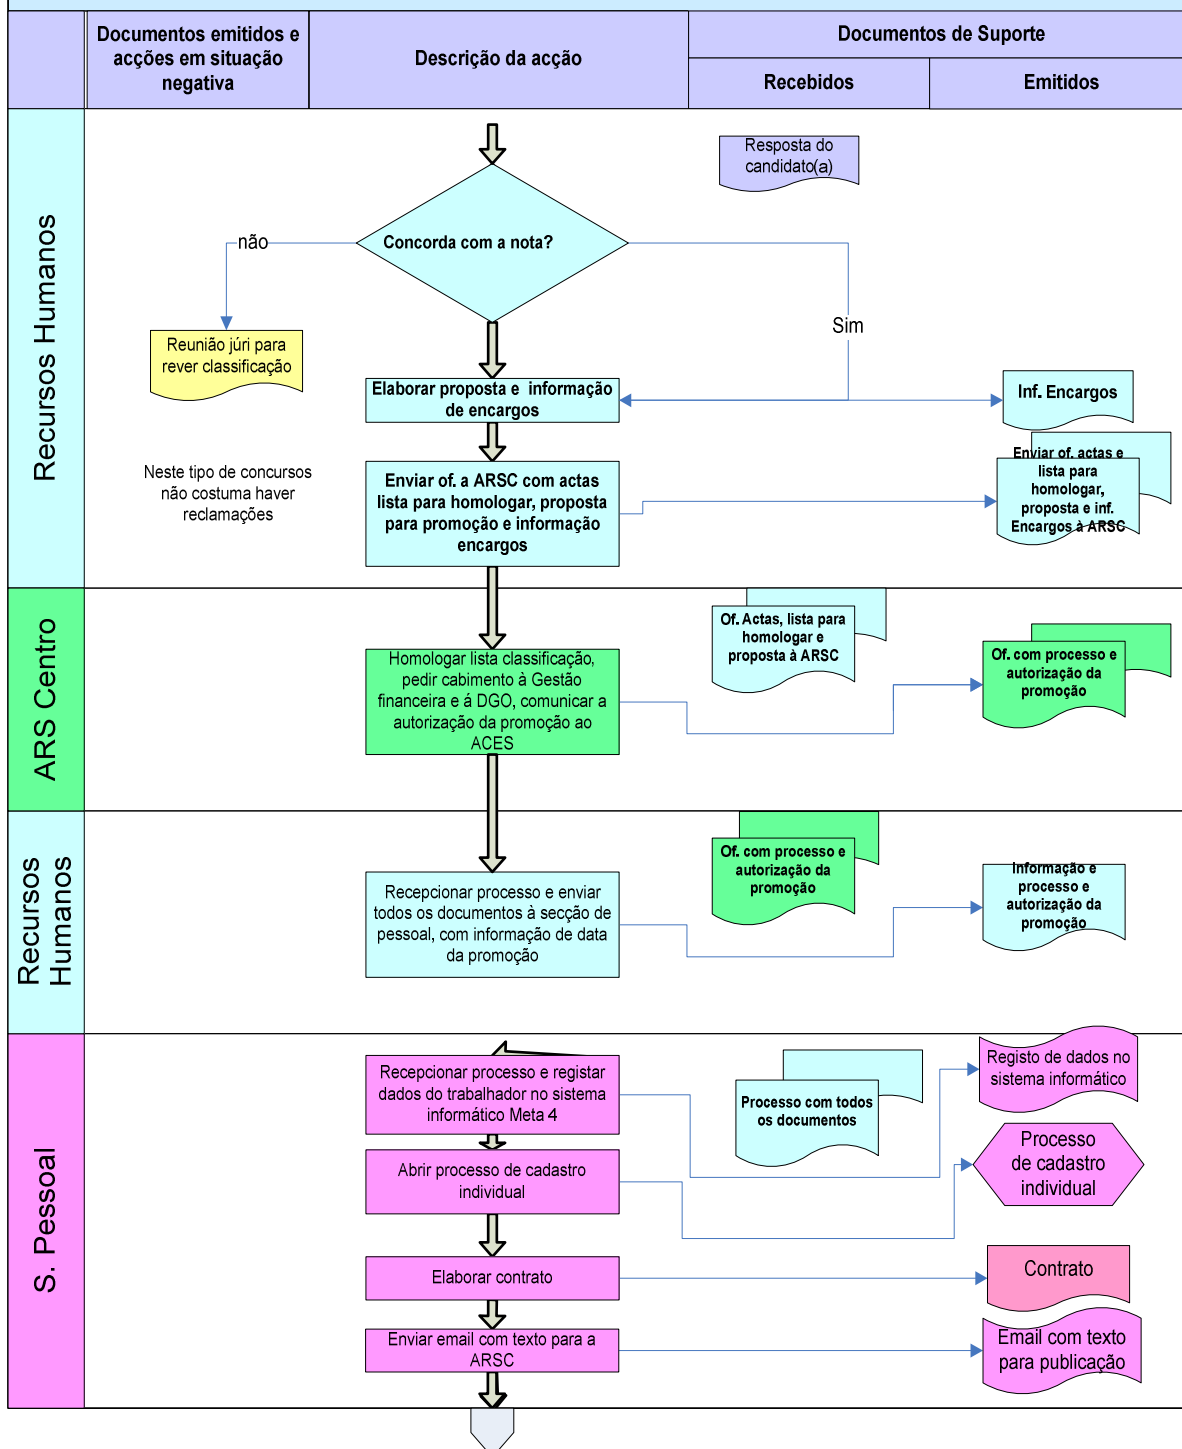 Documentos emitidos e
acções em situação
negativa
Descrição da acção
Documentos de Suporte
Recebidos
Emitidos
Recursos Humanos
Resposta do
candidato(a)
Concorda com a nota?
não
Sim
Reunião júri para
rever classificação
Elaborar proposta e informação
de encargos
Inf. Encargos
Neste tipo de concursos
não costuma haver
reclamações
Enviar of. a ARSC com actas
lista para homologar, proposta
para promoção e informação
encargos
Enviar of. actas e
lista para
homologar,
proposta e inf.
Encargos à ARSC
ARS Centro
Homologar lista classificação,
pedir cabimento à Gestão
financeira e á DGO, comunicar a
autorização da promoção ao
ACES
Of. Actas, lista para
homologar e
proposta à ARSC
Of. com processo e
autorização da
promoção
Recursos
Humanos
Recepcionar processo e enviar
todos os documentos à secção de
pessoal, com informação de data
da promoção
Of. com processo e
autorização da
promoção
Informação e
processo e
autorização da
promoção
S. Pessoal
Recepcionar processo e registar
dados do trabalhador no sistema
informático Meta 4
Processo com todos
os documentos
Registo de dados no
sistema informático
Abrir processo de cadastro
individual
Processo
de cadastro
individual
Elaborar contrato
Contrato
Enviar email com texto para a
ARSC
Email com texto
para publicação